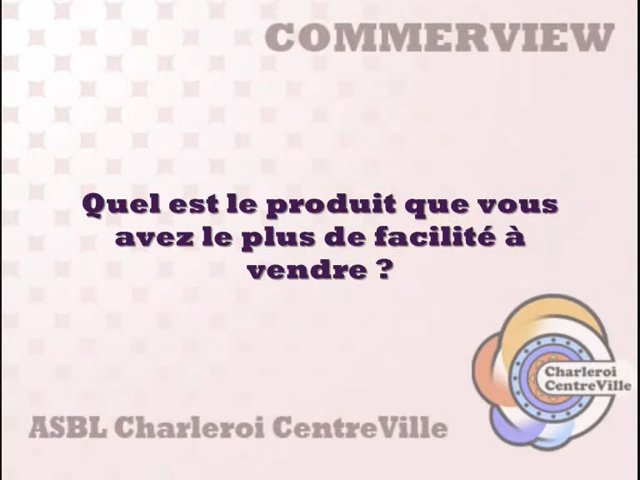 COMMERVIEW
Quel est le produit que vous
avez le plus de facilité à
vendre ?
Charleroi
CentreVille
ASBL Charleroi CentreVille